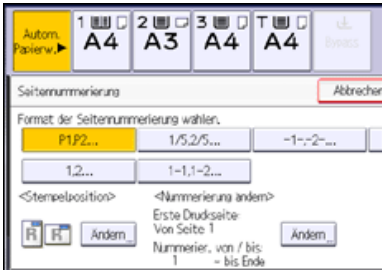 Autom. Papierw.▶
1 A4
2 A3
3 A4
T A4
Bypass
Seitennummerierung
Abbrechen
Format der Seitennummerierung wählen.
P1,P2...
1/5,2/5...
-1-,-2-...
1,2...
1-1,1-2...
<Stempelposition>
<Nummerierung ändern>
Erste Druckseite:
Von Seite 1
R R
Ändern
Ändern
Nummerier. von / bis:
1 - bis Ende